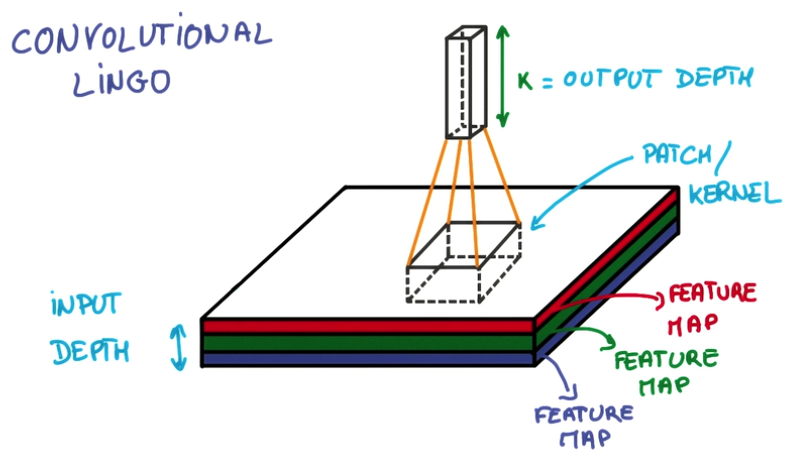 CONVOLUTIONAL
LINGO
K = OUTPUT DEPTH
PATCH/
KERNEL
INPUT
DEPTH
FEATURE
MAP
FEATURE
MAP
FEATURE
MAP